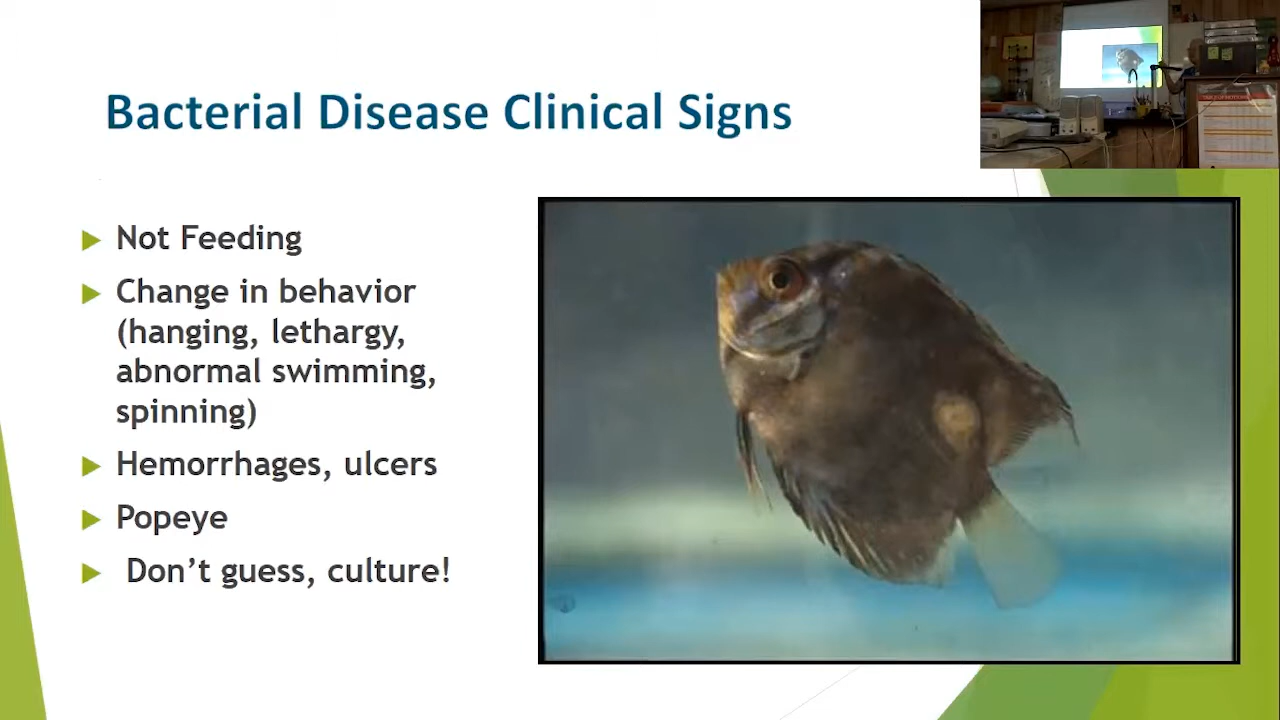 Bacterial Disease Clinical Signs
Not Feeding
Change in behavior
(hanging, lethargy,
abnormal swimming,
spinning)
Hemorrhages, ulcers
Popeye
Don’t guess, culture!